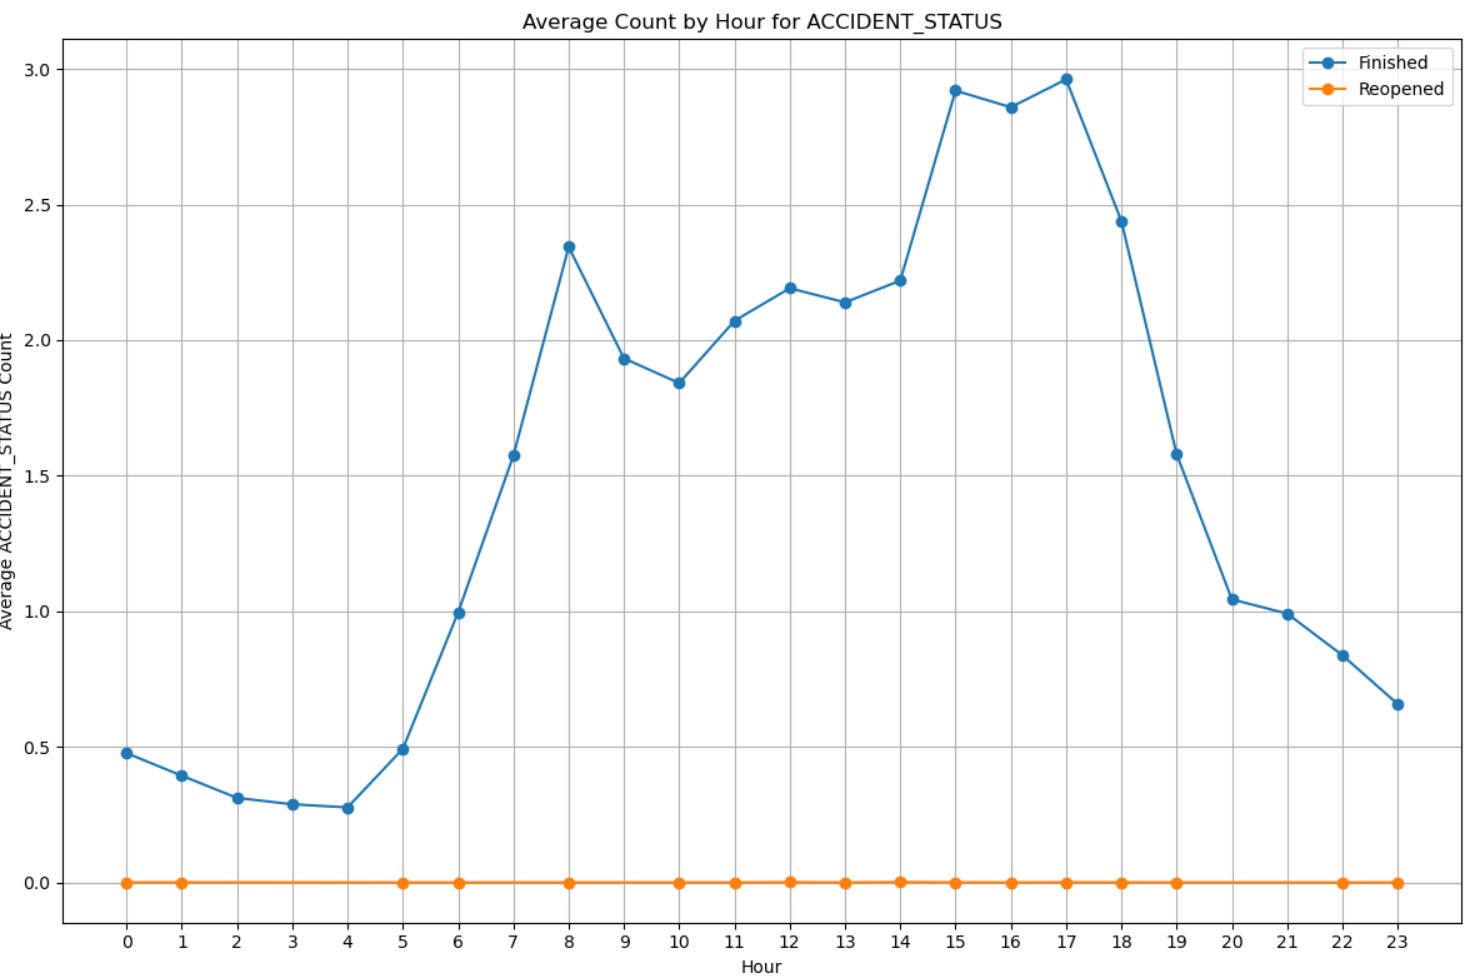 Average Count by Hour for ACCIDENT_STATUS
Finished
Reopened
3.0
2.5
2.0
1.5
1.0
0.5
0.0
Average ACCIDENT_STATUS Count
0 1 2 3 4 5 6 7 8 9 10 11 12 13 14 15 16 17 18 19 20 21 22 23
Hour